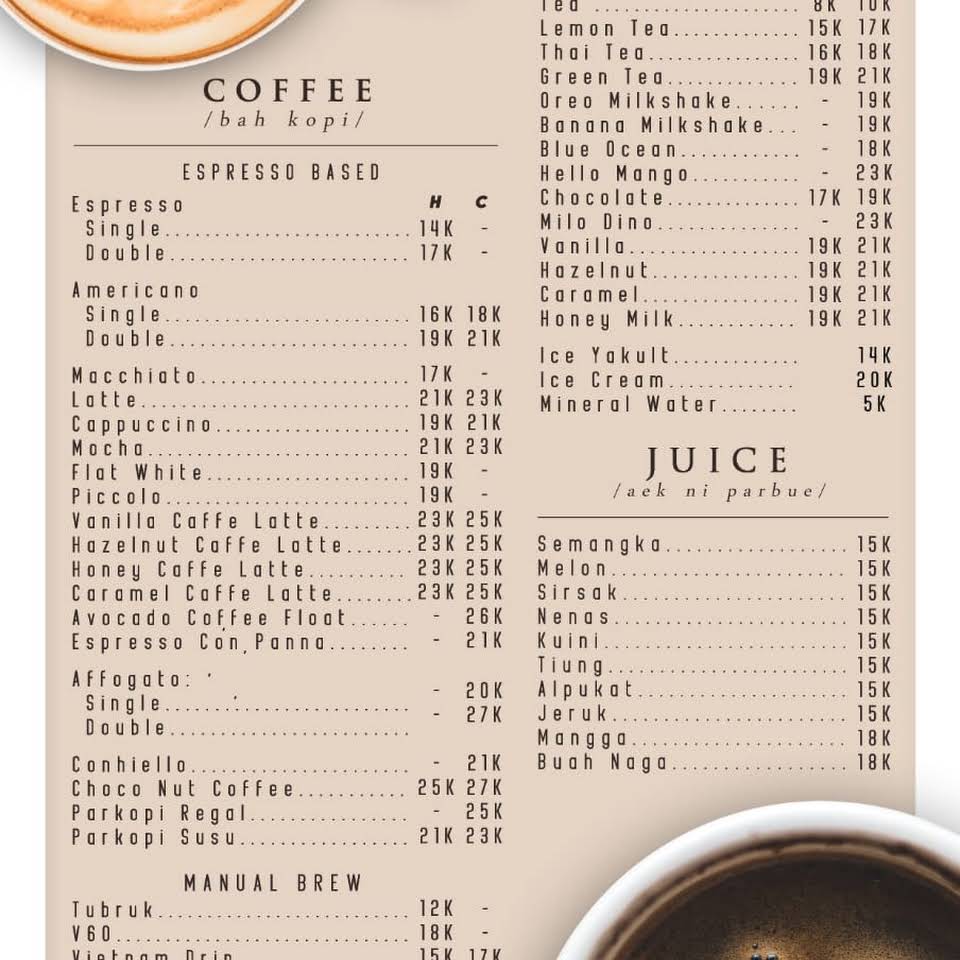 COFFEE
/bah kopi/
ESPRESSO BASED
Espresso H C
Single 14K -
Double 17K -
Americano
Single 16K 18K
Double 19K 21K
Macchiato 17K -
Latte 21K 23K
Cappuccino 19K 21K
Mocha 21K 23K
Flat White 19K -
Piccolo 19K -
Vanilla Caffe Latte 23K 25K
Hazelnut Caffe Latte 23K 25K
Honey Caffe Latte 23K 25K
Caramel Caffe Latte 23K 25K
Avocado Coffee Float - 26K
Espresso Con Panna - 21K
Affogato:
Single - 20K
Double - 27K
Conhiello - 21K
Choco Nut Coffee 25K 27K
Parkopi Regal - 25K
Parkopi Susu 21K 23K
MANUAL BREW
Tubruk 12K -
V60 18K -
Vietnam Drip 15K 17K
Tea 8K 10K
Lemon Tea 15K 17K
Thai Tea 16K 18K
Green Tea 19K 21K
Oreo Milkshake - 19K
Banana Milkshake - 19K
Blue Ocean - 18K
Hello Mango - 23K
Chocolate 17K 19K
Milo Dino - 23K
Vanilla 19K 21K
Hazelnut 19K 21K
Caramel 19K 21K
Honey Milk 19K 21K
Ice Yakult 14K
Ice Cream 20K
Mineral Water 5K
JUICE
/aek ni parbue/
Semangka 15K
Melon 15K
Sirsak 15K
Nenas 15K
Kuini 15K
Tiung 15K
Alpukat 15K
Jeruk 15K
Mangga 18K
Buah Naga 18K